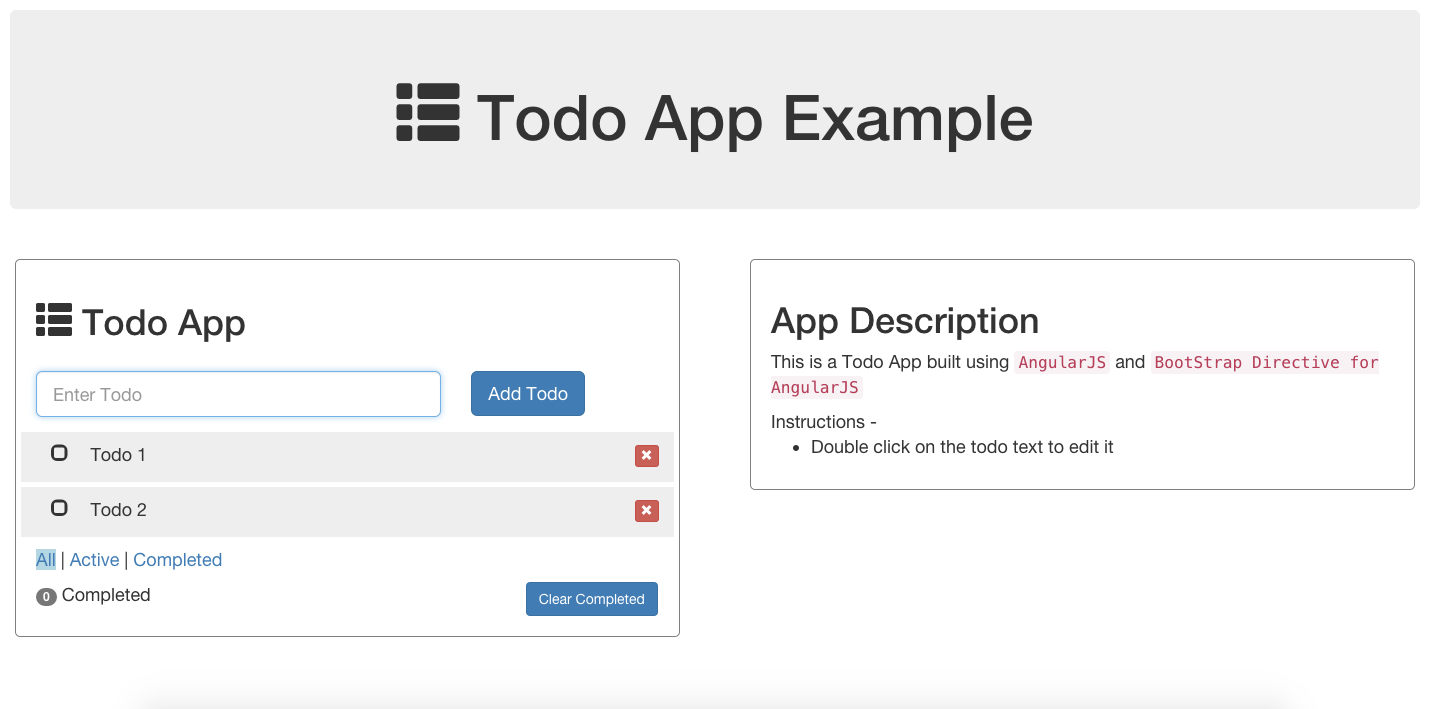 Todo App Example
Todo App
Enter Todo
Add Todo
Todo 1
Todo 2
All | Active | Completed
0 Completed
Clear Completed
App Description
This is a Todo App built using AngularJS and BootStrap Directive for
AngularJS
Instructions -
• Double click on the todo text to edit it